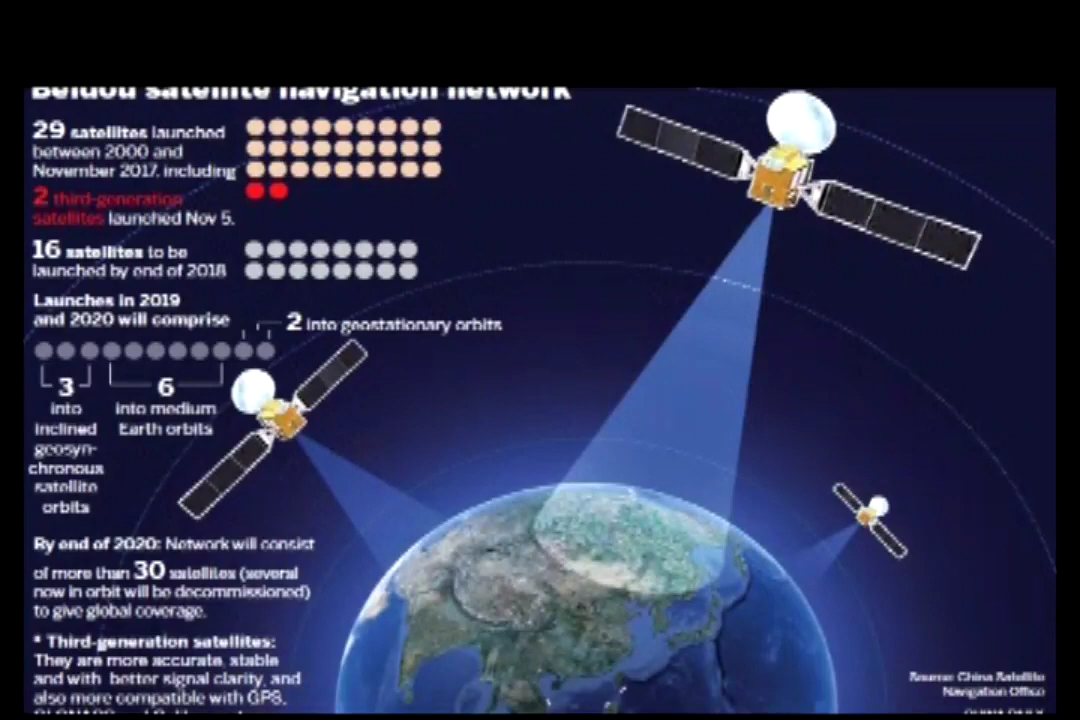 Beidou satellite navigation network
29 satellites launched
between 2000 and
November 2017, including
2 third-generation
satellites launched Nov 5.
16 satellites to be
launched by end of 2018
Launches in 2019
and 2020 will comprise
2 into geostationary orbits
3
into
inclined
geosyn-
chronous
satellite
orbits
6
into medium
Earth orbits
By end of 2020: Network will consist
of more than 30 satellites (several
now in orbit will be decommissioned)
to give global coverage.
* Third-generation satellites:
They are more accurate, stable
and with better signal clarity, and
also more compatible with GPS,
Source: China Satellite
Navigation Office